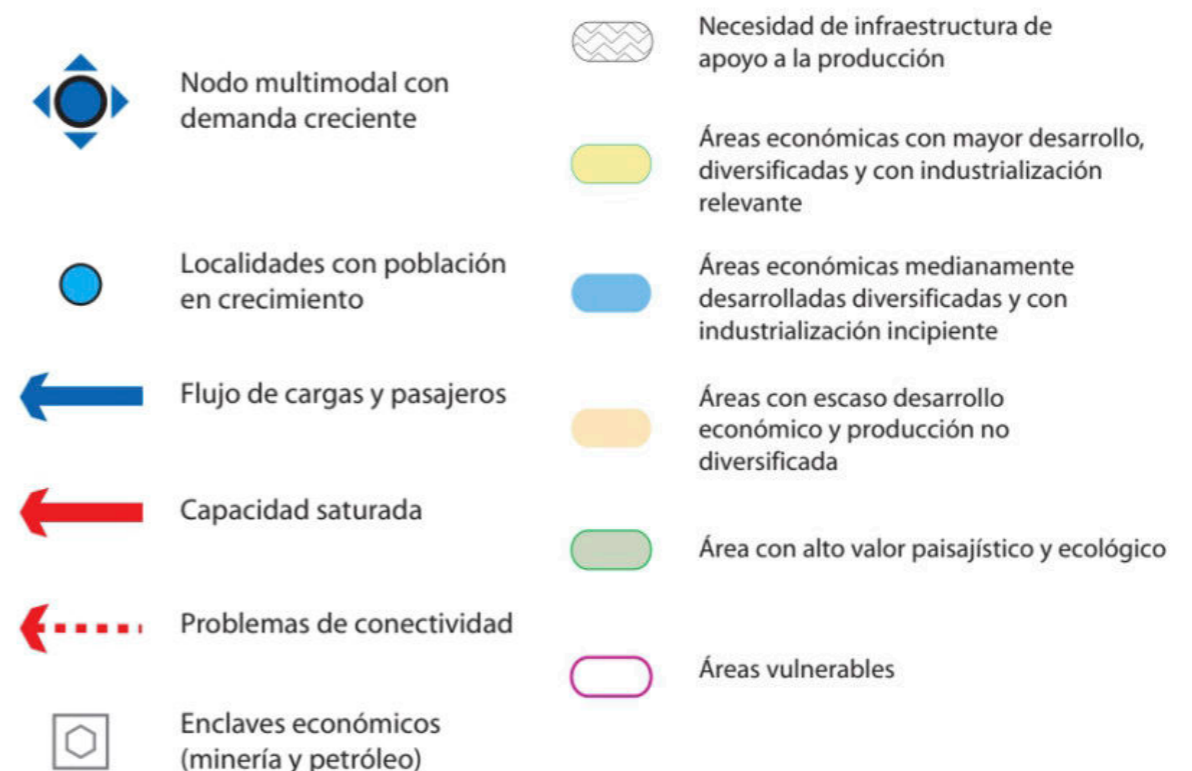 Nodo multimodal con
demanda creciente
Localidades con población
en crecimiento
Flujo de cargas y pasajeros
Capacidad saturada
Problemas de conectividad
Enclaves económicos
(minería y petróleo)
Necesidad de infraestructura de
apoyo a la producción
Áreas económicas con mayor desarrollo,
diversificadas y con industrialización
relevante
Áreas económicas medianamente
desarrolladas diversificadas y con
industrialización incipiente
Áreas con escaso desarrollo
económico y producción no
diversificada
Área con alto valor paisajístico y ecológico
Áreas vulnerables